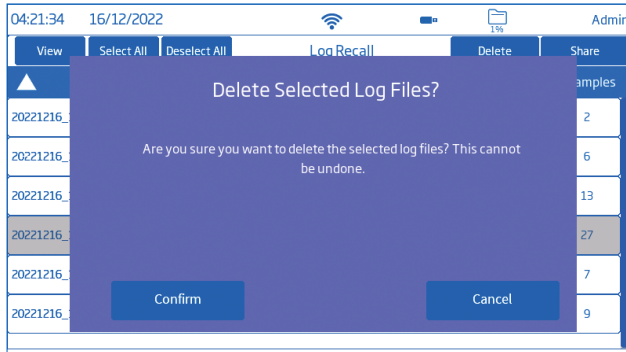 04:21:34 16/12/2022 1% Admin
View Select All Deselect All Log Recall Delete Share
Delete Selected Log Files? amples
20221216_ 2
Are you sure you want to delete the selected log files? This cannot
20221216_ 6
be undone.
20221216_ 13
20221216_ 27
20221216_ 7
Confirm Cancel
20221216_ 9